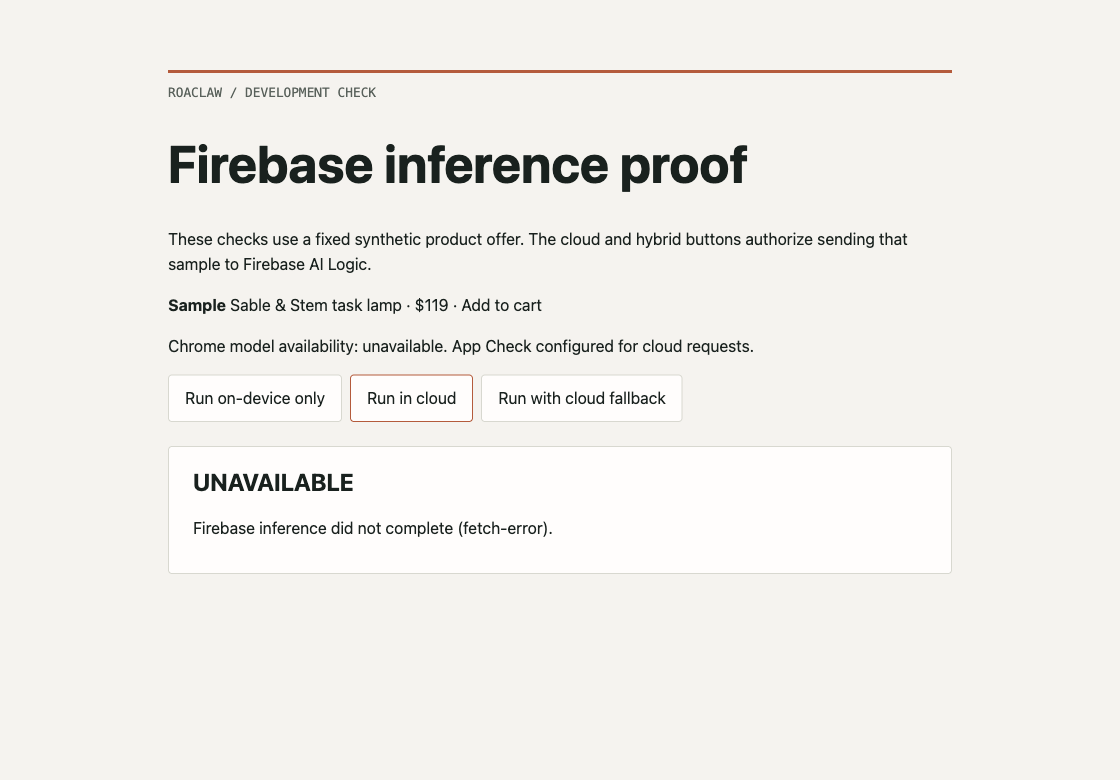 ROACLAW / DEVELOPMENT CHECK
Firebase inference proof
These checks use a fixed synthetic product offer. The cloud and hybrid buttons authorize sending that
sample to Firebase AI Logic.
Sample Sable & Stem task lamp · $119 · Add to cart
Chrome model availability: unavailable. App Check configured for cloud requests.
Run on-device only
Run in cloud
Run with cloud fallback
UNAVAILABLE
Firebase inference did not complete (fetch-error).